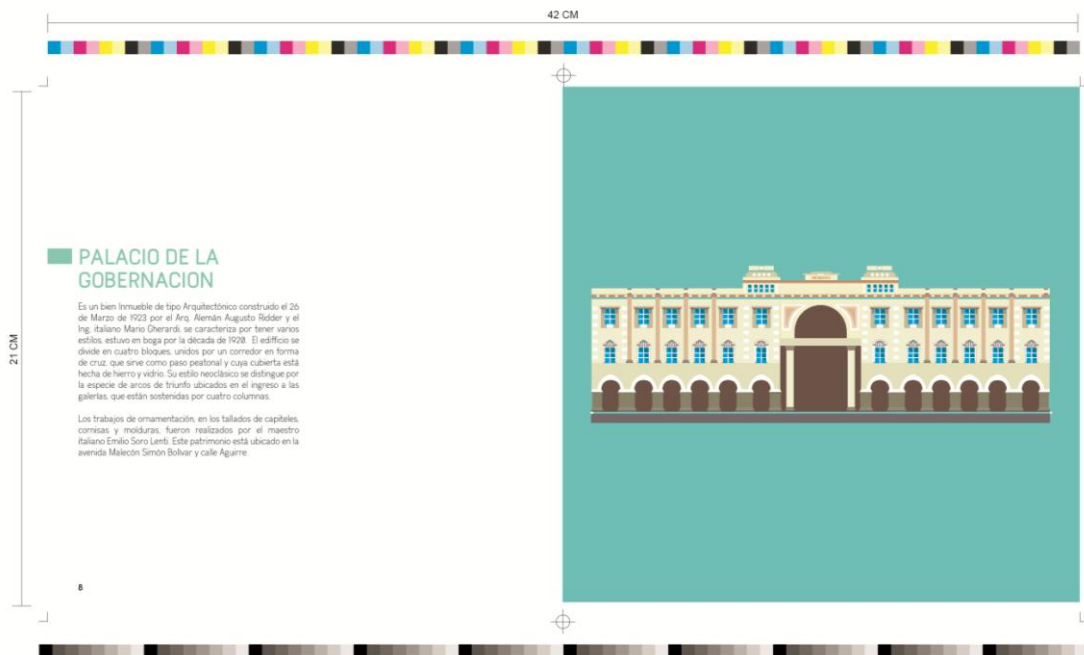 42 CM
21 CM
PALACIO DE LA
GOBERNACION
Es un bien Inmueble de tipo Arquitectónico construido el 26
de Marzo de 1923 por el Arq. Alemán Augusto Ridder y el
Ing. italiano Mario Gherardi, se caracteriza por tener varios
estilos, estuvo en boga por la década de 1920. El edifficio se
divide en cuatro bloques, unidos por un corredor en forma
de cruz, que sirve como paso peatonal y cuya cubierta está
hecha de hierro y vidrio. Su estilo neoclásico se distingue por
la especie de arcos de triunfo ubicados en el ingreso a las
galerías, que están sostenidas por cuatro columnas.
Los trabajos de ornamentación, en los tallados de capiteles,
cornisas y molduras, fueron realizados por el maestro
italiano Emilio Soro Lenti. Este patrimonio está ubicado en la
avenida Malecón Simón Bolívar y calle Aguirre.
8